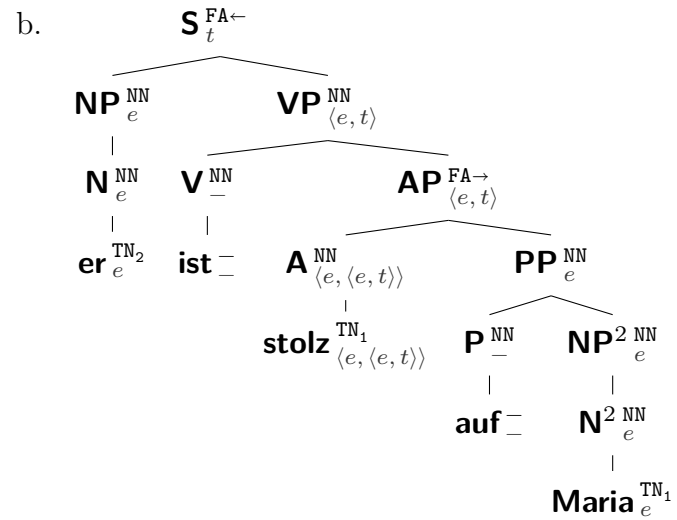 b. S FA← t
NP NN e VP NN ⟨e, t⟩
N NN e V NN – AP FA→ ⟨e, t⟩
er TN₂ e ist – – A NN ⟨e, ⟨e, t⟩⟩ PP NN e
stolz TN₁ ⟨e, ⟨e, t⟩⟩ P NN – NP² NN e
auf – – N² NN e
Maria TN₁ e